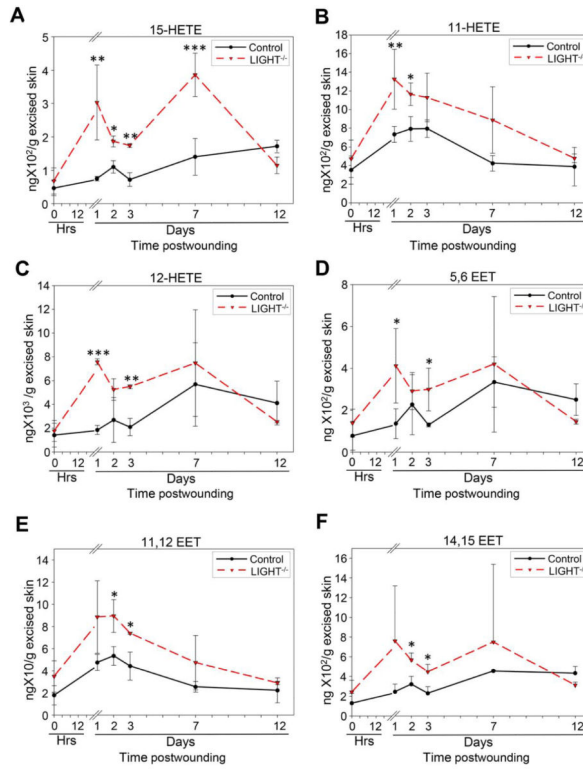 A
15-HETE
Control
LIGHT-/-
** * ** ***
ngX10²/g excised skin
5
4
3
2
1
0
0 12 1 2 3 7 12
Hrs Days
Time postwounding
B
11-HETE
Control
LIGHT-/-
** *
ngX10²/g excised skin
18
16
14
12
10
8
6
4
2
0
0 12 1 2 3 7 12
Hrs Days
Time postwounding
C
12-HETE
Control
LIGHT-/-
*** **
ngX10³ /g excised skin
14
12
10
8
6
4
2
0
0 12 1 2 3 7 12
Hrs Days
Time postwounding
D
5,6 EET
Control
LIGHT-/-
* *
ng X10²/g excised skin
8
6
4
2
0
0 12 1 2 3 7 12
Hrs Days
Time postwounding
E
11,12 EET
Control
LIGHT-/-
* *
ngX10/g excised skin
14
12
10
8
6
4
2
0
0 12 1 2 3 7 12
Hrs Days
Time postwounding
F
14,15 EET
Control
LIGHT-/-
* *
ng X10²/g excised skin
16
14
12
10
8
6
4
2
0
0 12 1 2 3 7 12
Hrs Days
Time postwounding